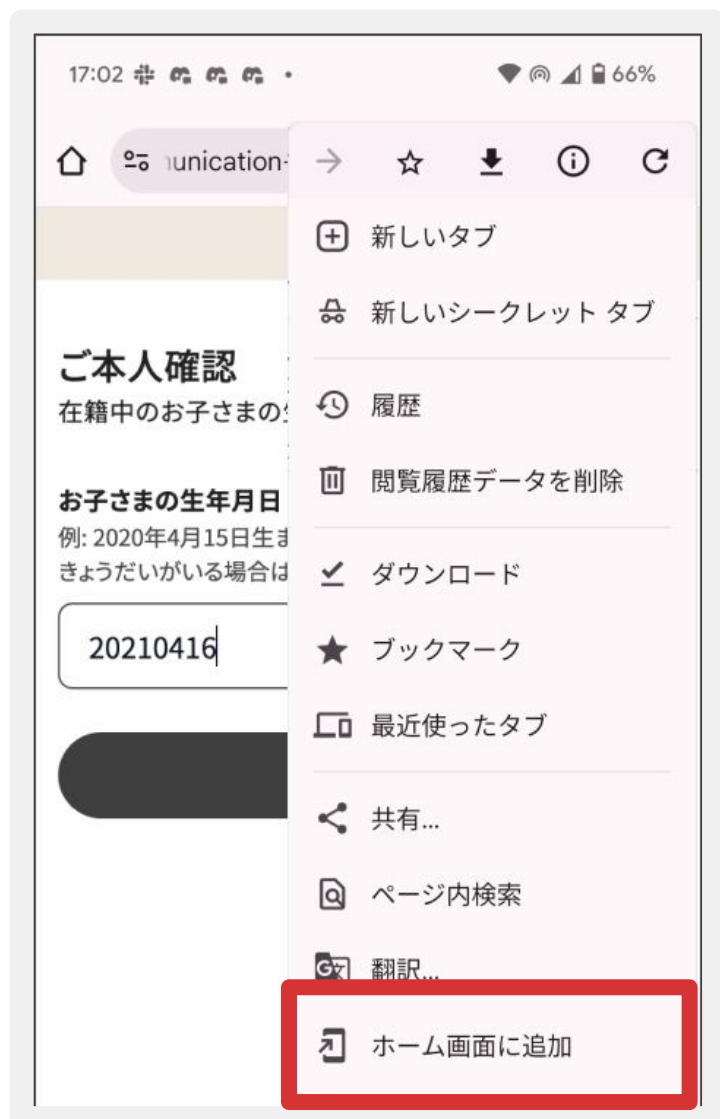 17:02
66%
新しいタブ
新しいシークレット タブ
履歴
閲覧履歴データを削除
ダウンロード
ブックマーク
最近使ったタブ
共有...
ページ内検索
翻訳...
ホーム画面に追加
ご本人確認
在籍中のお子さまの
お子さまの生年月日
例: 2020年4月15日生ま
きょうだいがいる場合は
20210416